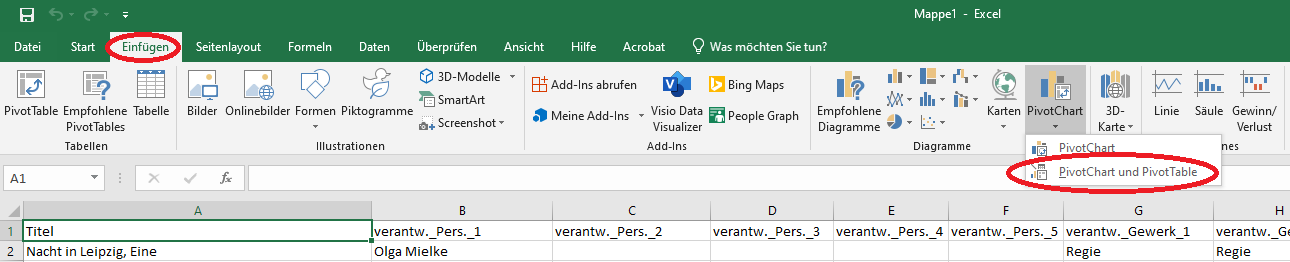 Mappe1 - Excel
Datei Start Einfügen Seitenlayout Formeln Daten Überprüfen Ansicht Hilfe Acrobat Was möchten Sie tun?
PivotTable Empfohlene PivotTables Tabelle
Tabellen
Bilder Onlinebilder Formen Piktogramme
3D-Modelle
SmartArt
Screenshot
Illustrationen
Add-Ins abrufen
Meine Add-Ins
Visio Data Visualizer
Bing Maps
People Graph
Add-Ins
Empfohlene Diagramme
Karten
PivotChart
Diagramme
3D-Karte
Linie Säule Gewinn/Verlust
Touren
PivotChart
PivotChart und PivotTable
A1 fx
A B C D E F G H
1 Titel verantw._Pers._1 verantw._Pers._2 verantw._Pers._3 verantw._Pers._4 verantw._Pers._5 verantw._Gewerk_1 verantw._Ge
2 Nacht in Leipzig, Eine Olga Mielke Regie Regie